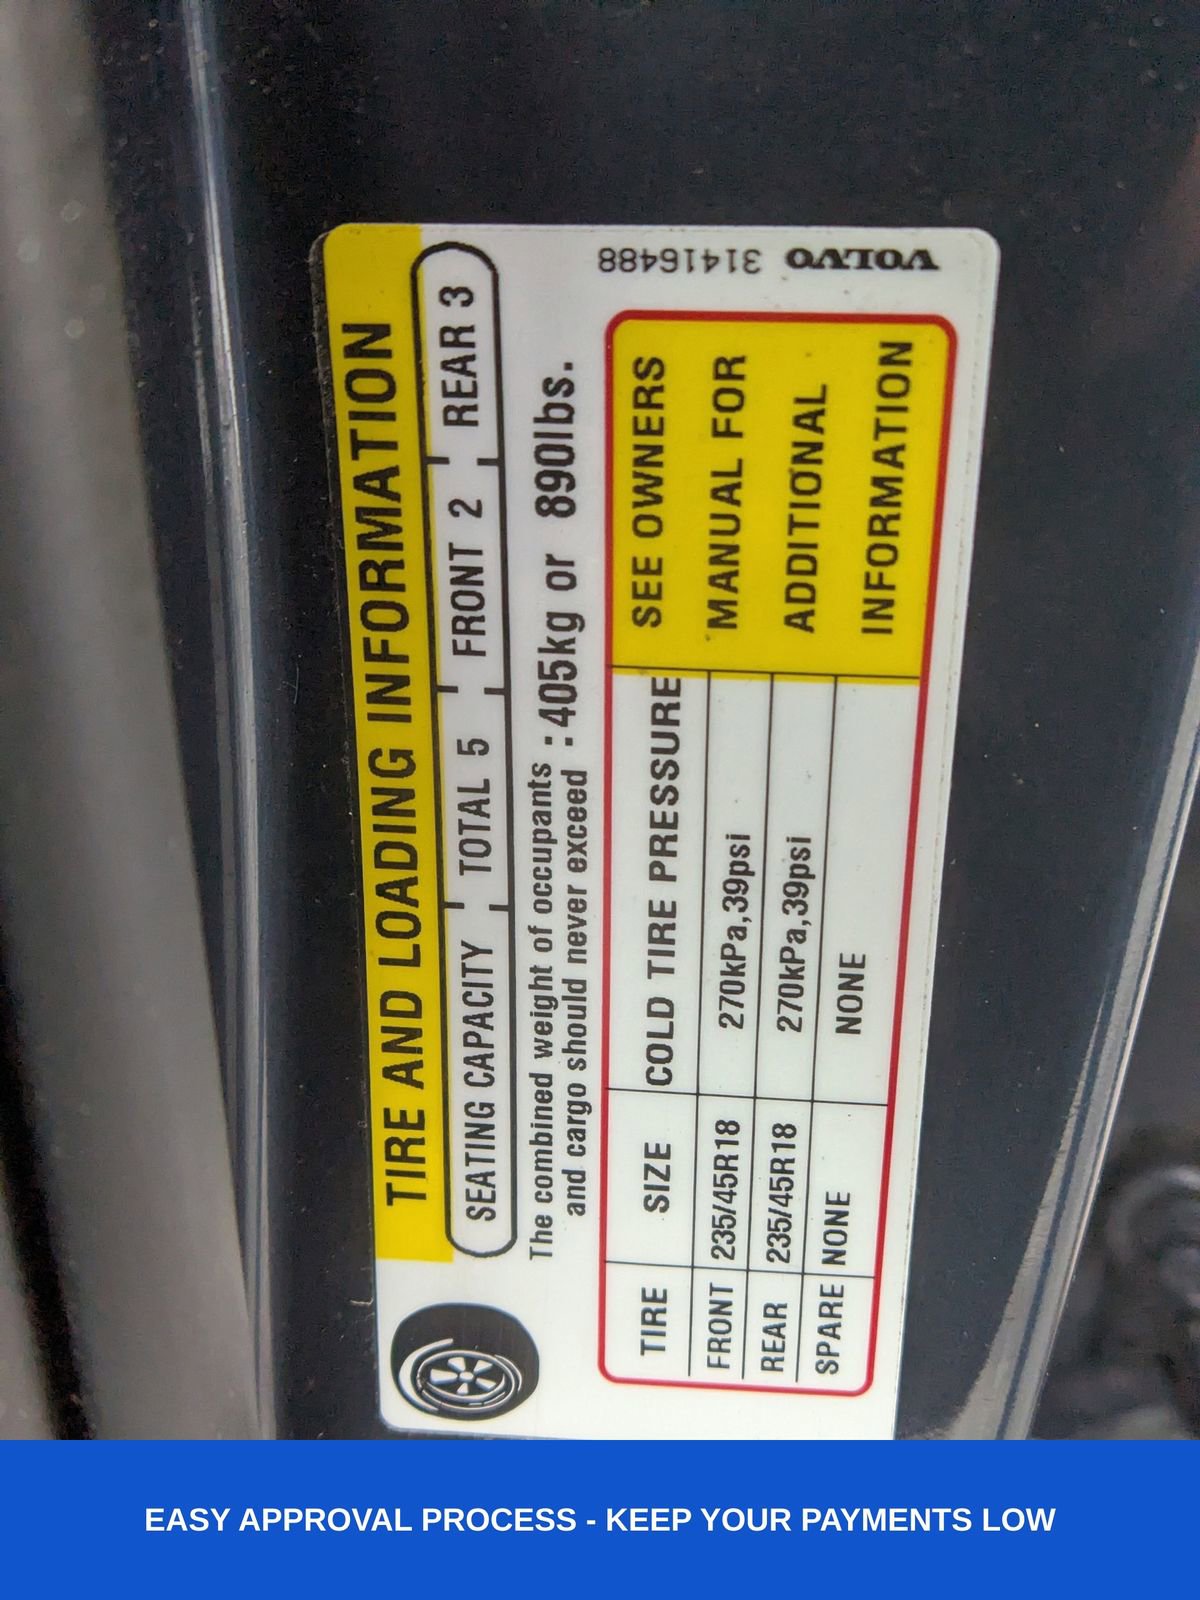 TIRE AND LOADING INFORMATION
SEATING CAPACITY TOTAL 5 FRONT 2 REAR 3
The combined weight of occupants
and cargo should never exceed : 405kg or 890lbs.
TIRE SIZE COLD TIRE PRESSURE
FRONT 235/45R18 270kPa,39psi
REAR 235/45R18 270kPa,39psi
SPARE NONE NONE
SEE OWNERS
MANUAL FOR
ADDITIONAL
INFORMATION
VOLVO 31416488
EASY APPROVAL PROCESS - KEEP YOUR PAYMENTS LOW